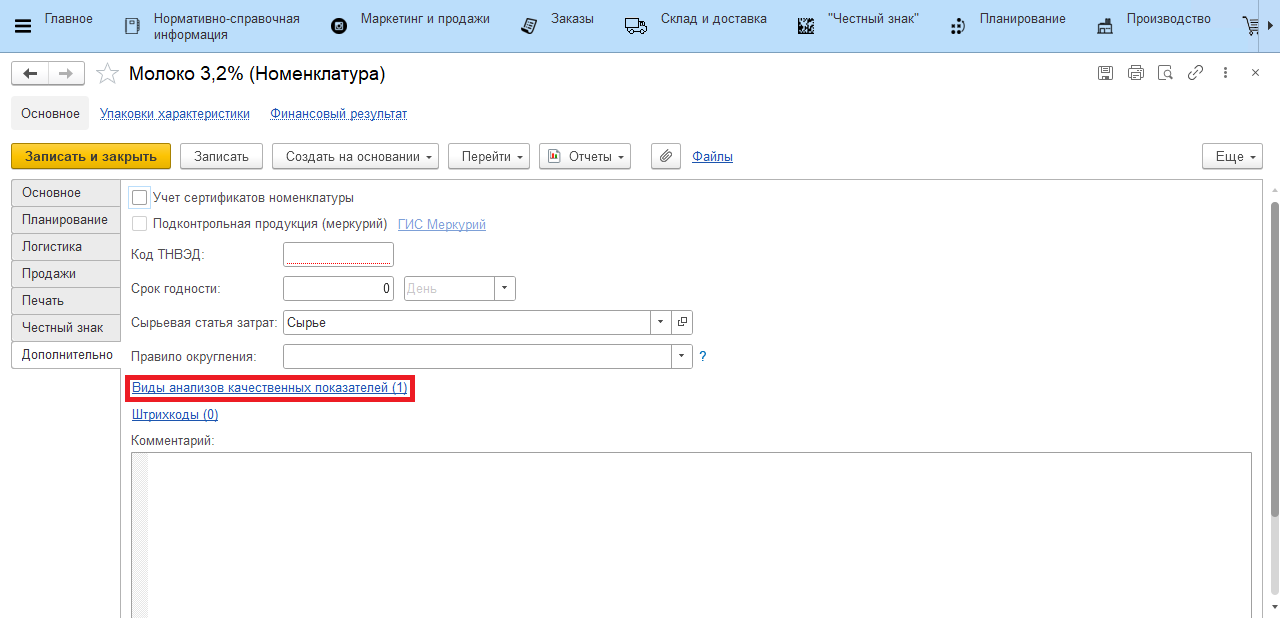 Главное
Нормативно-справочная
информация
Маркетинг и продажи
Заказы
Склад и доставка
"Честный знак"
Планирование
Производство
Молоко 3,2% (Номенклатура)
Основное
Упаковки характеристики
Финансовый результат
Записать и закрыть
Записать
Создать на основании
Перейти
Отчеты
Файлы
Еще
Основное
Планирование
Логистика
Продажи
Печать
Честный знак
Дополнительно
Учет сертификатов номенклатуры
Подконтрольная продукция (меркурий) ГИС Меркурий
Код ТНВЭД:
Срок годности: 0 День
Сырьевая статья затрат: Сырье
Правило округления: ?
Виды анализов качественных показателей (1)
Штрихкоды (0)
Комментарий: